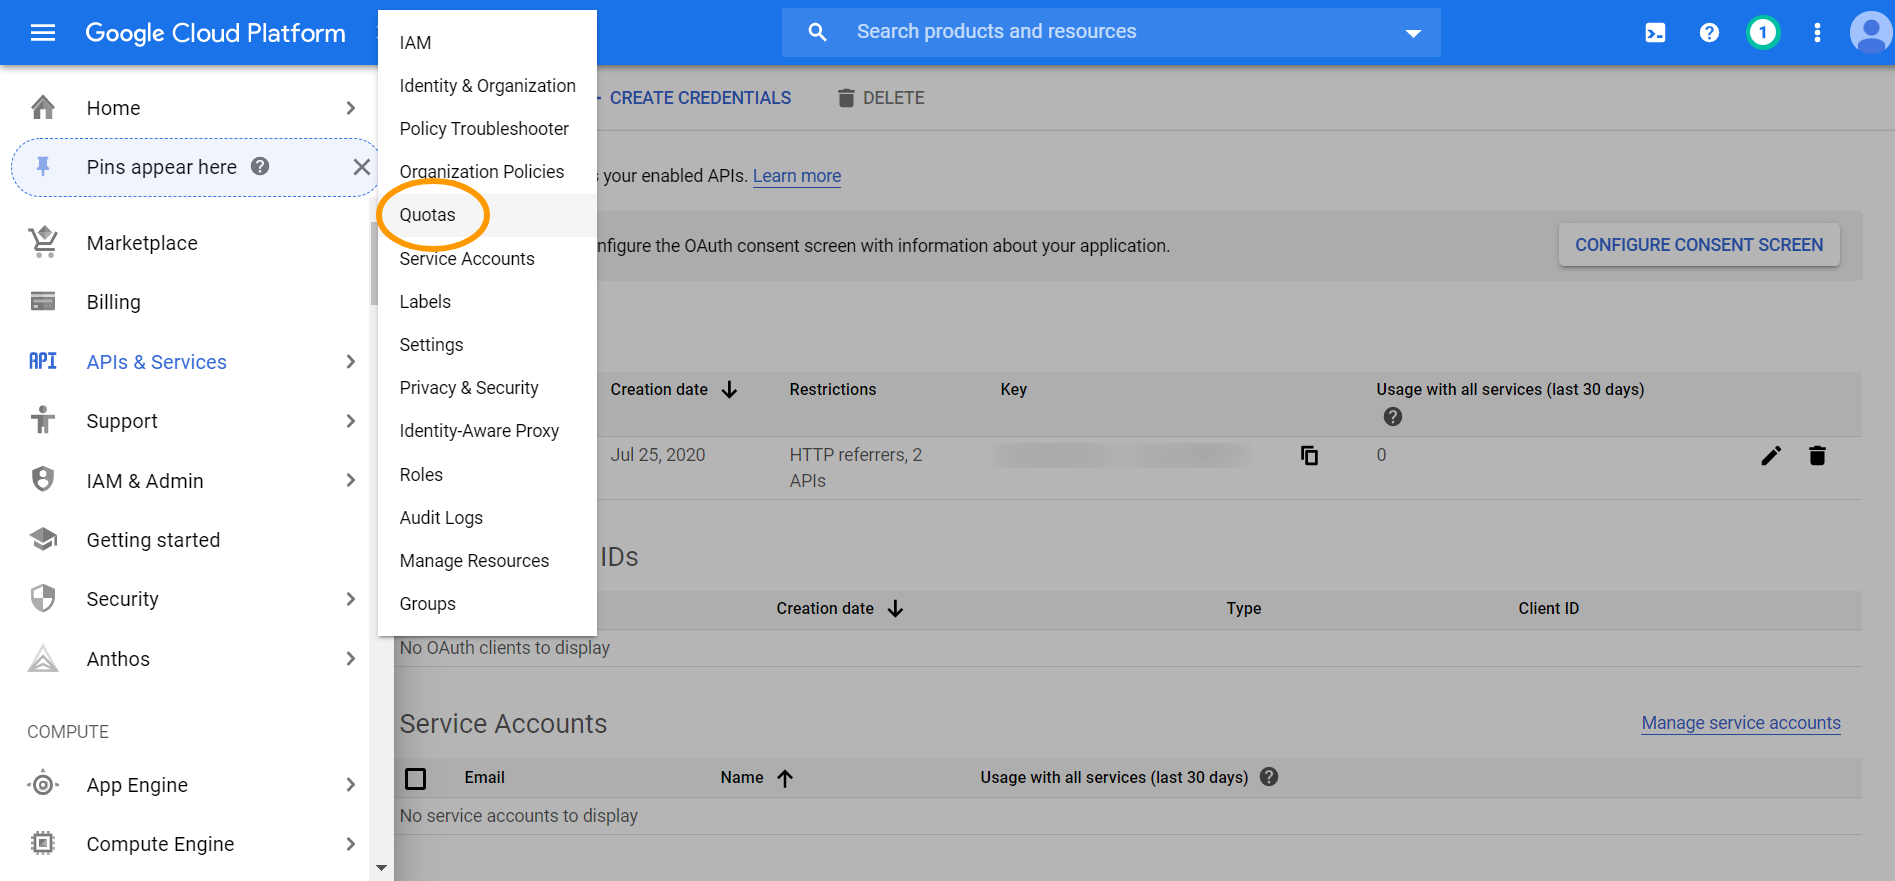 Google Cloud Platform
Search products and resources
1
Home
Pins appear here
Marketplace
Billing
API
APIs & Services
Support
IAM & Admin
Getting started
Security
Anthos
COMPUTE
App Engine
Compute Engine
IAM
Identity & Organization
Policy Troubleshooter
Organization Policies
Quotas
Service Accounts
Labels
Settings
Privacy & Security
Identity-Aware Proxy
Roles
Audit Logs
Manage Resources
Groups
CREATE CREDENTIALS
DELETE
your enabled APIs. Learn more
nfigure the OAuth consent screen with information about your application.
CONFIGURE CONSENT SCREEN
Creation date Restrictions Key Usage with all services (last 30 days)
Jul 25, 2020 HTTP referrers, 2 0
APIs
IDs
Creation date Type Client ID
No OAuth clients to display
Service Accounts
Manage service accounts
Email Name Usage with all services (last 30 days)
No service accounts to display